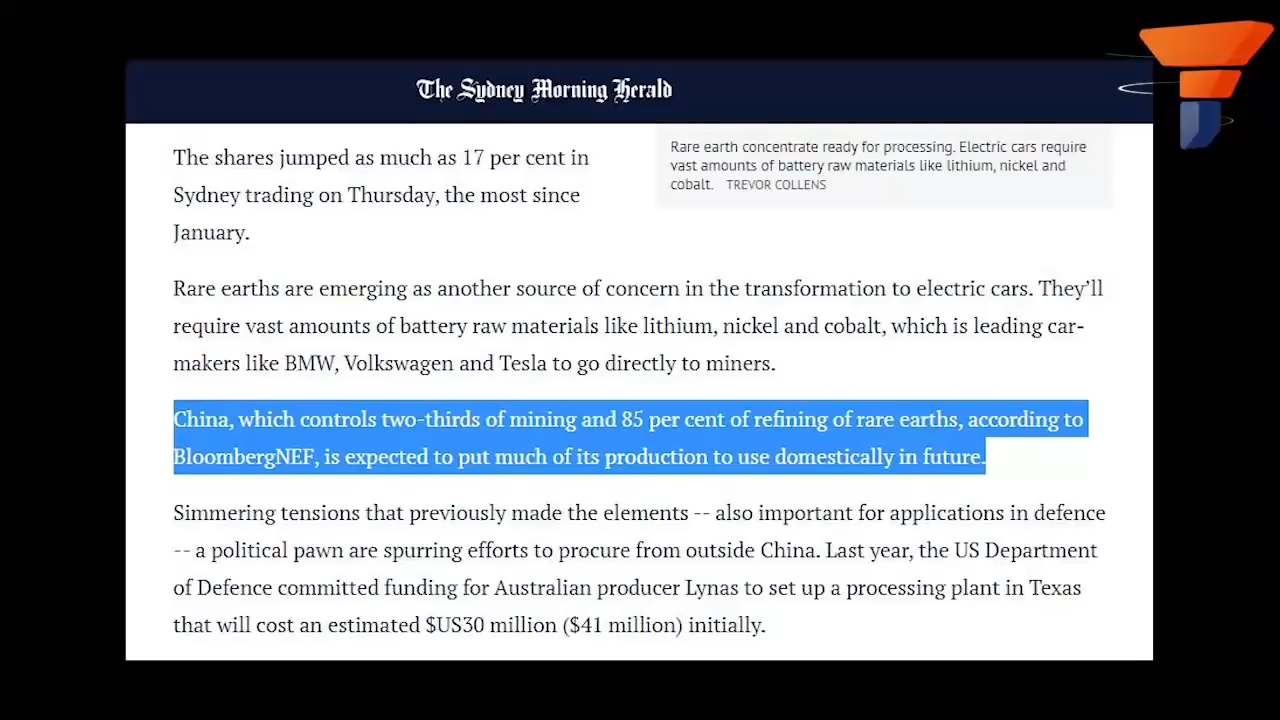 The Sydney Morning Herald
The shares jumped as much as 17 per cent in
Sydney trading on Thursday, the most since
January.
Rare earth concentrate ready for processing. Electric cars require
vast amounts of battery raw materials like lithium, nickel and
cobalt. TREVOR COLLENS
Rare earths are emerging as another source of concern in the transformation to electric cars. They’ll
require vast amounts of battery raw materials like lithium, nickel and cobalt, which is leading car-
makers like BMW, Volkswagen and Tesla to go directly to miners.
China, which controls two-thirds of mining and 85 per cent of refining of rare earths, according to
BloombergNEF, is expected to put much of its production to use domestically in future.
Simmering tensions that previously made the elements -- also important for applications in defence
-- a political pawn are spurring efforts to procure from outside China. Last year, the US Department
of Defence committed funding for Australian producer Lynas to set up a processing plant in Texas
that will cost an estimated $US30 million ($41 million) initially.